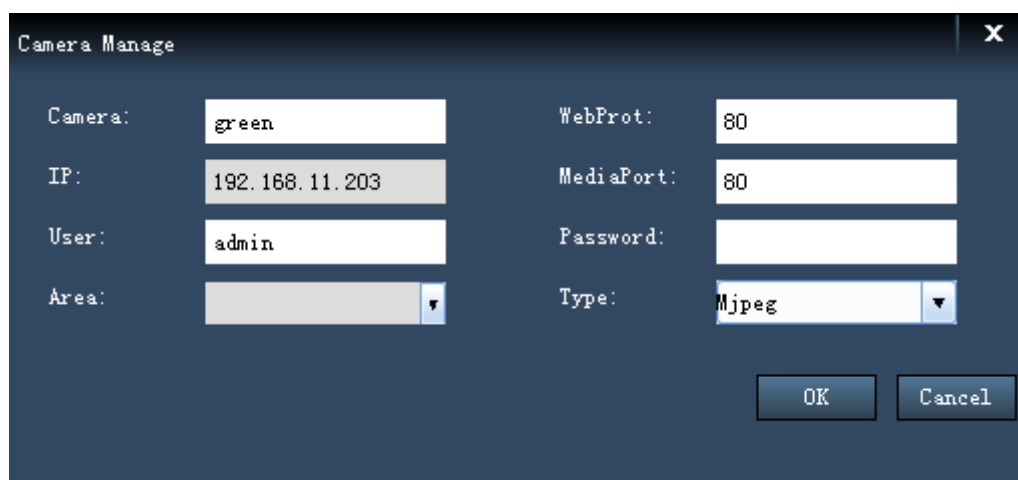 Camera Manage X
Camera: green WebProt: 80
IP: 192.168.11.203 MediaPort: 80
User: admin Password:
Area: Type: Mjpeg
OK Cancel